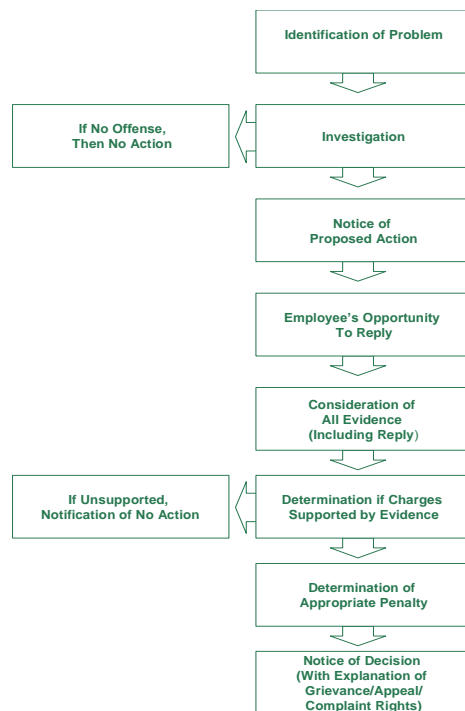 Identification of Problem
If No Offense,
Then No Action
Investigation
Notice of
Proposed Action
Employee's Opportunity
To Reply
Consideration of
All Evidence
(Including Reply)
If Unsupported,
Notification of No Action
Determination if Charges
Supported by Evidence
Determination of
Appropriate Penalty
Notice of Decision
(With Explanation of
Grievance/Appeal/
Complaint Rights)